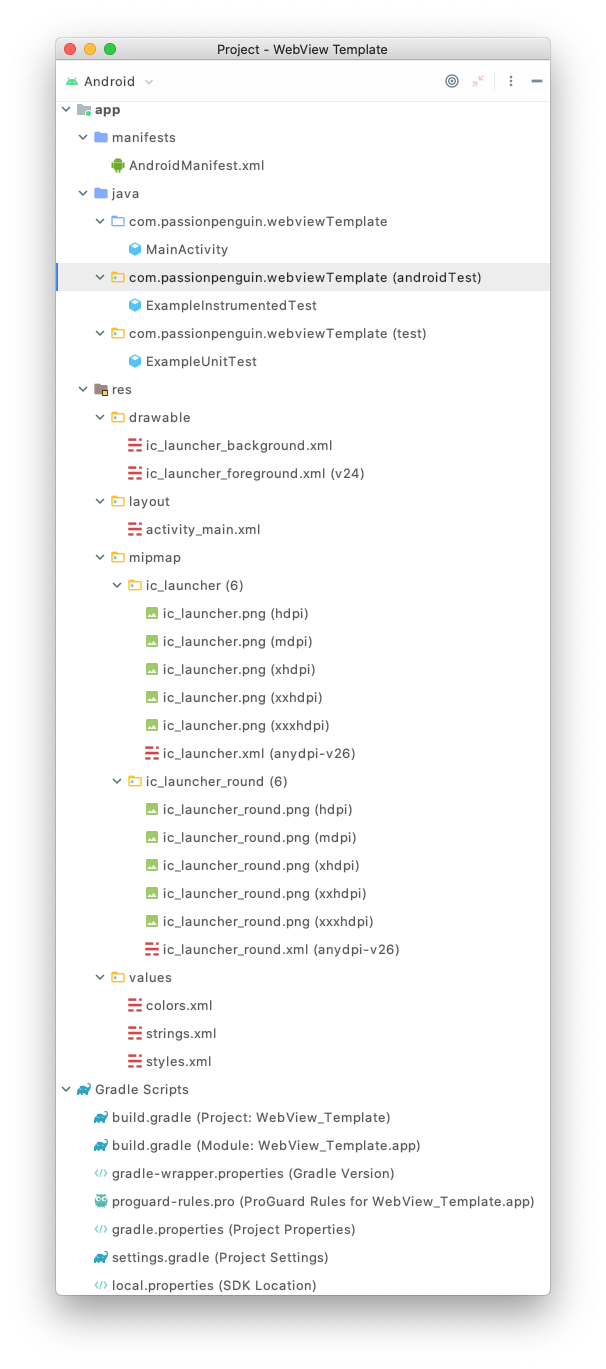 Project - WebView Template
Android
app
manifests
AndroidManifest.xml
java
com.passionpenguin.webviewTemplate
MainActivity
com.passionpenguin.webviewTemplate (androidTest)
ExampleInstrumentedTest
com.passionpenguin.webviewTemplate (test)
ExampleUnitTest
res
drawable
ic_launcher_background.xml
ic_launcher_foreground.xml (v24)
layout
activity_main.xml
mipmap
ic_launcher (6)
ic_launcher.png (hdpi)
ic_launcher.png (mdpi)
ic_launcher.png (xhdpi)
ic_launcher.png (xxhdpi)
ic_launcher.png (xxxhdpi)
ic_launcher.xml (anydpi-v26)
ic_launcher_round (6)
ic_launcher_round.png (hdpi)
ic_launcher_round.png (mdpi)
ic_launcher_round.png (xhdpi)
ic_launcher_round.png (xxhdpi)
ic_launcher_round.png (xxxhdpi)
ic_launcher_round.xml (anydpi-v26)
values
colors.xml
strings.xml
styles.xml
Gradle Scripts
build.gradle (Project: WebView_Template)
build.gradle (Module: WebView_Template.app)
gradle-wrapper.properties (Gradle Version)
proguard-rules.pro (ProGuard Rules for WebView_Template.app)
gradle.properties (Project Properties)
settings.gradle (Project Settings)
local.properties (SDK Location)